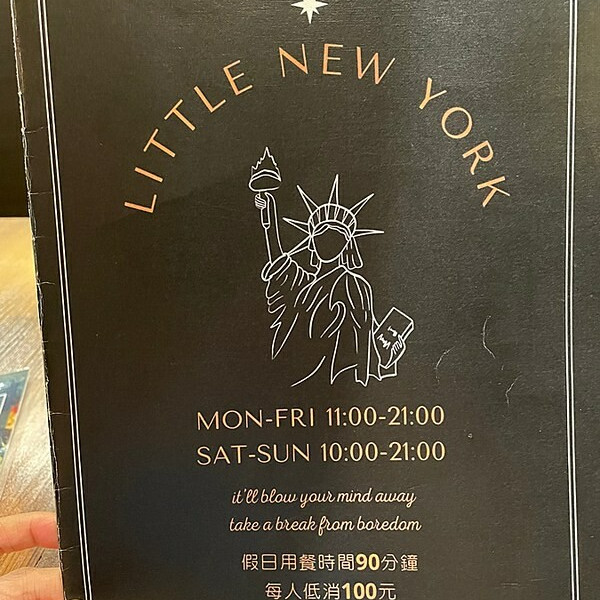 LITTLE NEW YORK
MON-FRI 11:00-21:00
SAT-SUN 10:00-21:00
it'll blow your mind away
take a break from boredom
假日用餐時間90分鐘
每人低消100元